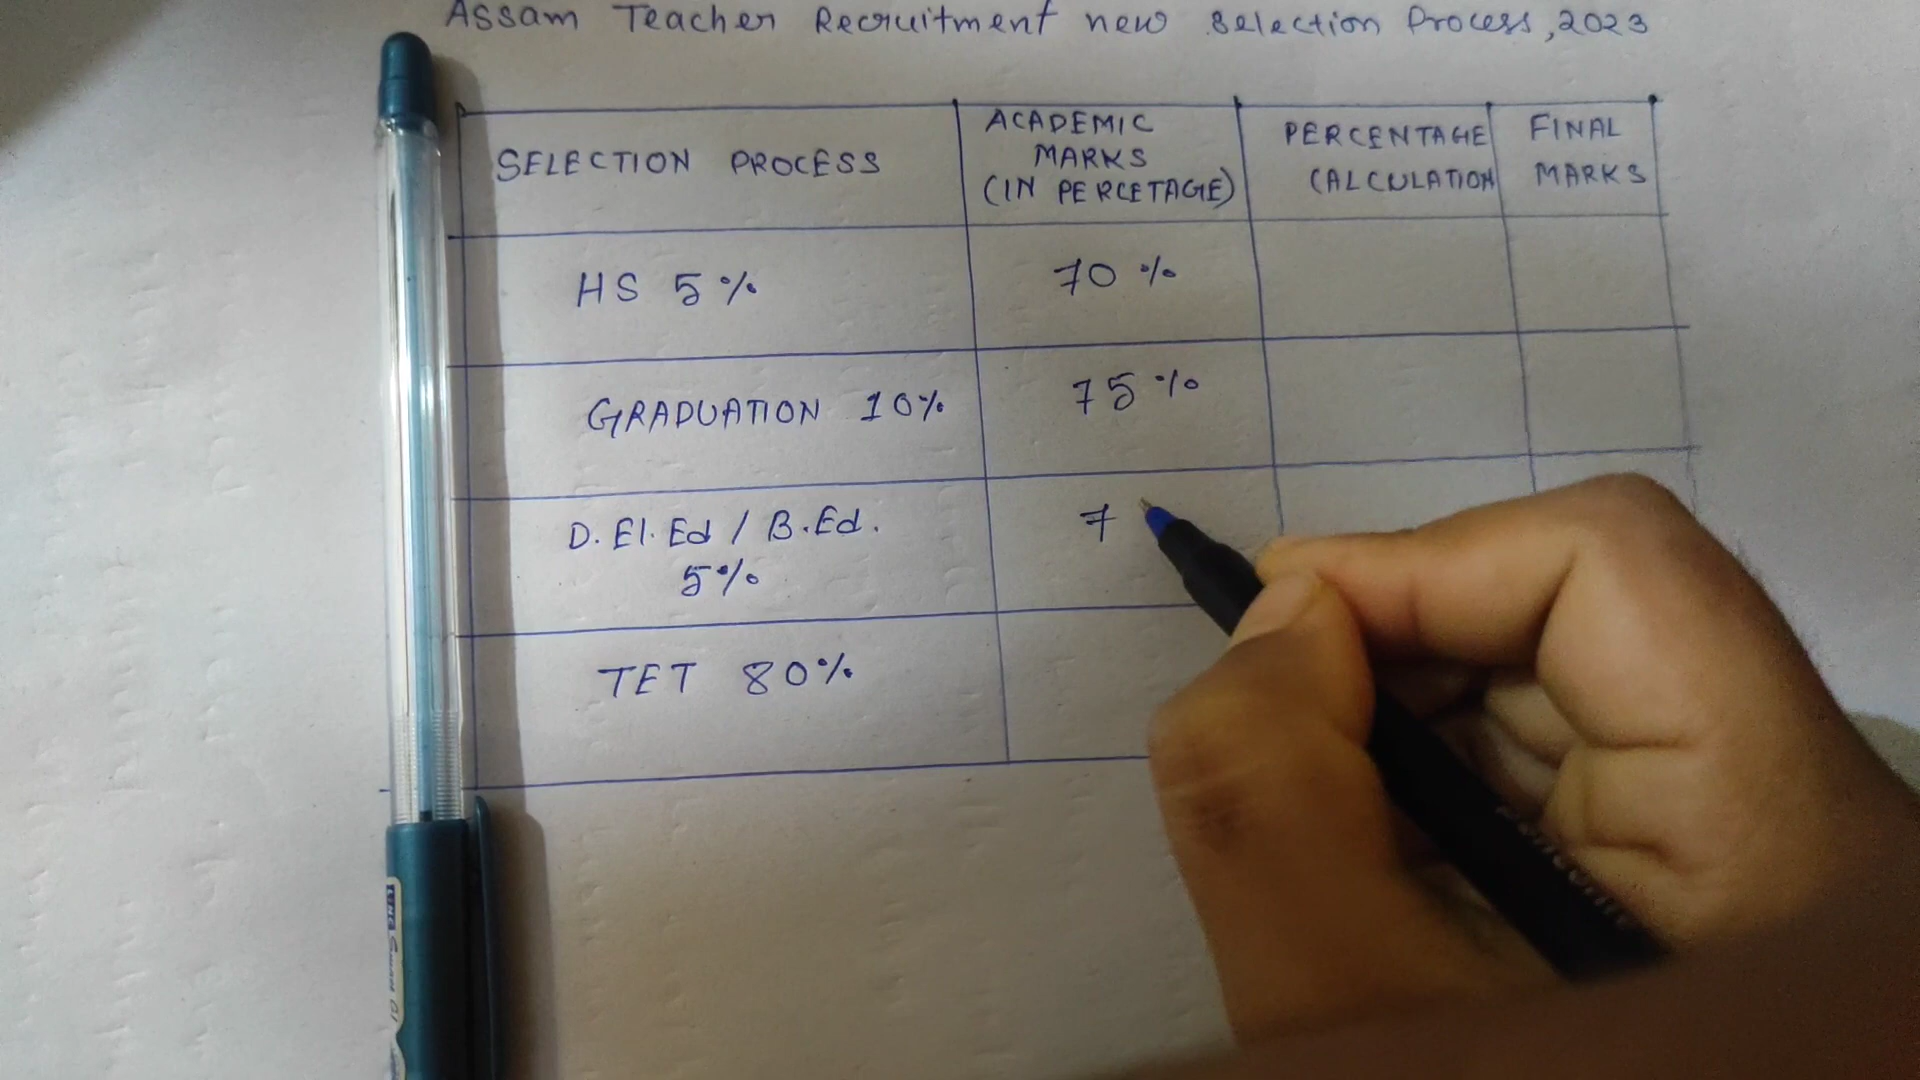 Assam Teacher Recruitment new selection Process, 2023
SELECTION PROCESS
ACADEMIC
MARKS
(IN PERCETAGE)
PERCENTAGE
CALCULATION
FINAL
MARKS
HS 5%
70%
GRADUATION 10%
75%
D. El. Ed / B.Ed.
5%
7
TET 80%